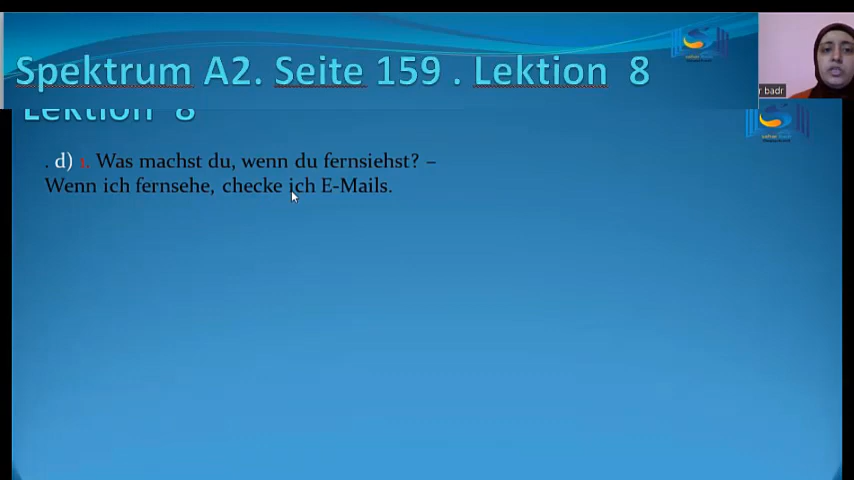 Spektrum A2. Seite 159 . Lektion 8
Lektion 8
. d) 1. Was machst du, wenn du fernsiehst? –
Wenn ich fernsehe, checke ich E-Mails.
badr